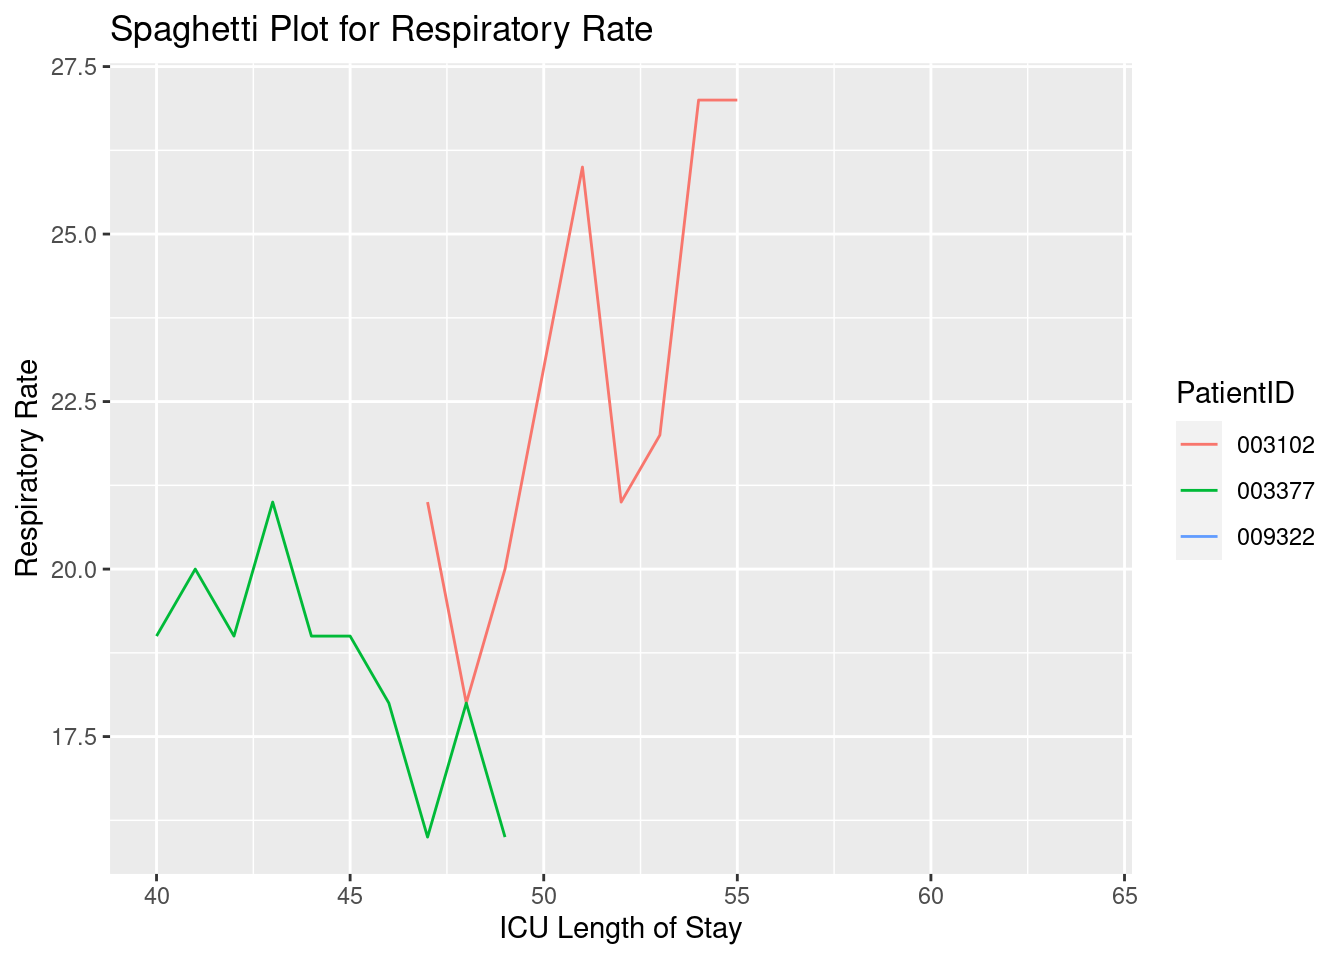 Spaghetti Plot for Respiratory Rate
27.5
25.0
22.5
20.0
17.5
Respiratory Rate
40 45 50 55 60 65
ICU Length of Stay
PatientID
003102
003377
009322